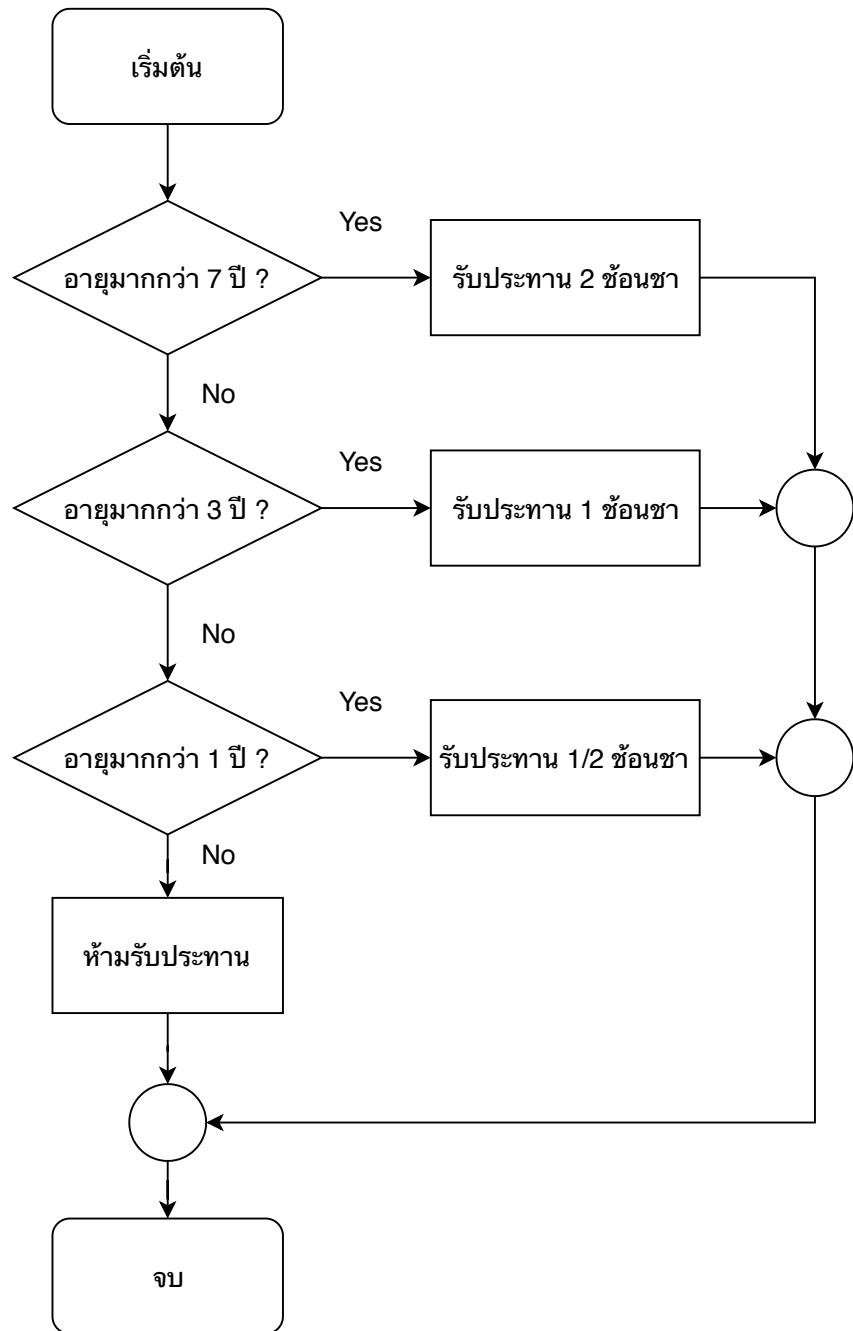 เริ่มต้น
อายุมากกว่า 7 ปี ?
Yes
รับประทาน 2 ช้อนชา
No
อายุมากกว่า 3 ปี ?
Yes
รับประทาน 1 ช้อนชา
No
อายุมากกว่า 1 ปี ?
Yes
รับประทาน 1/2 ช้อนชา
No
ห้ามรับประทาน
จบ